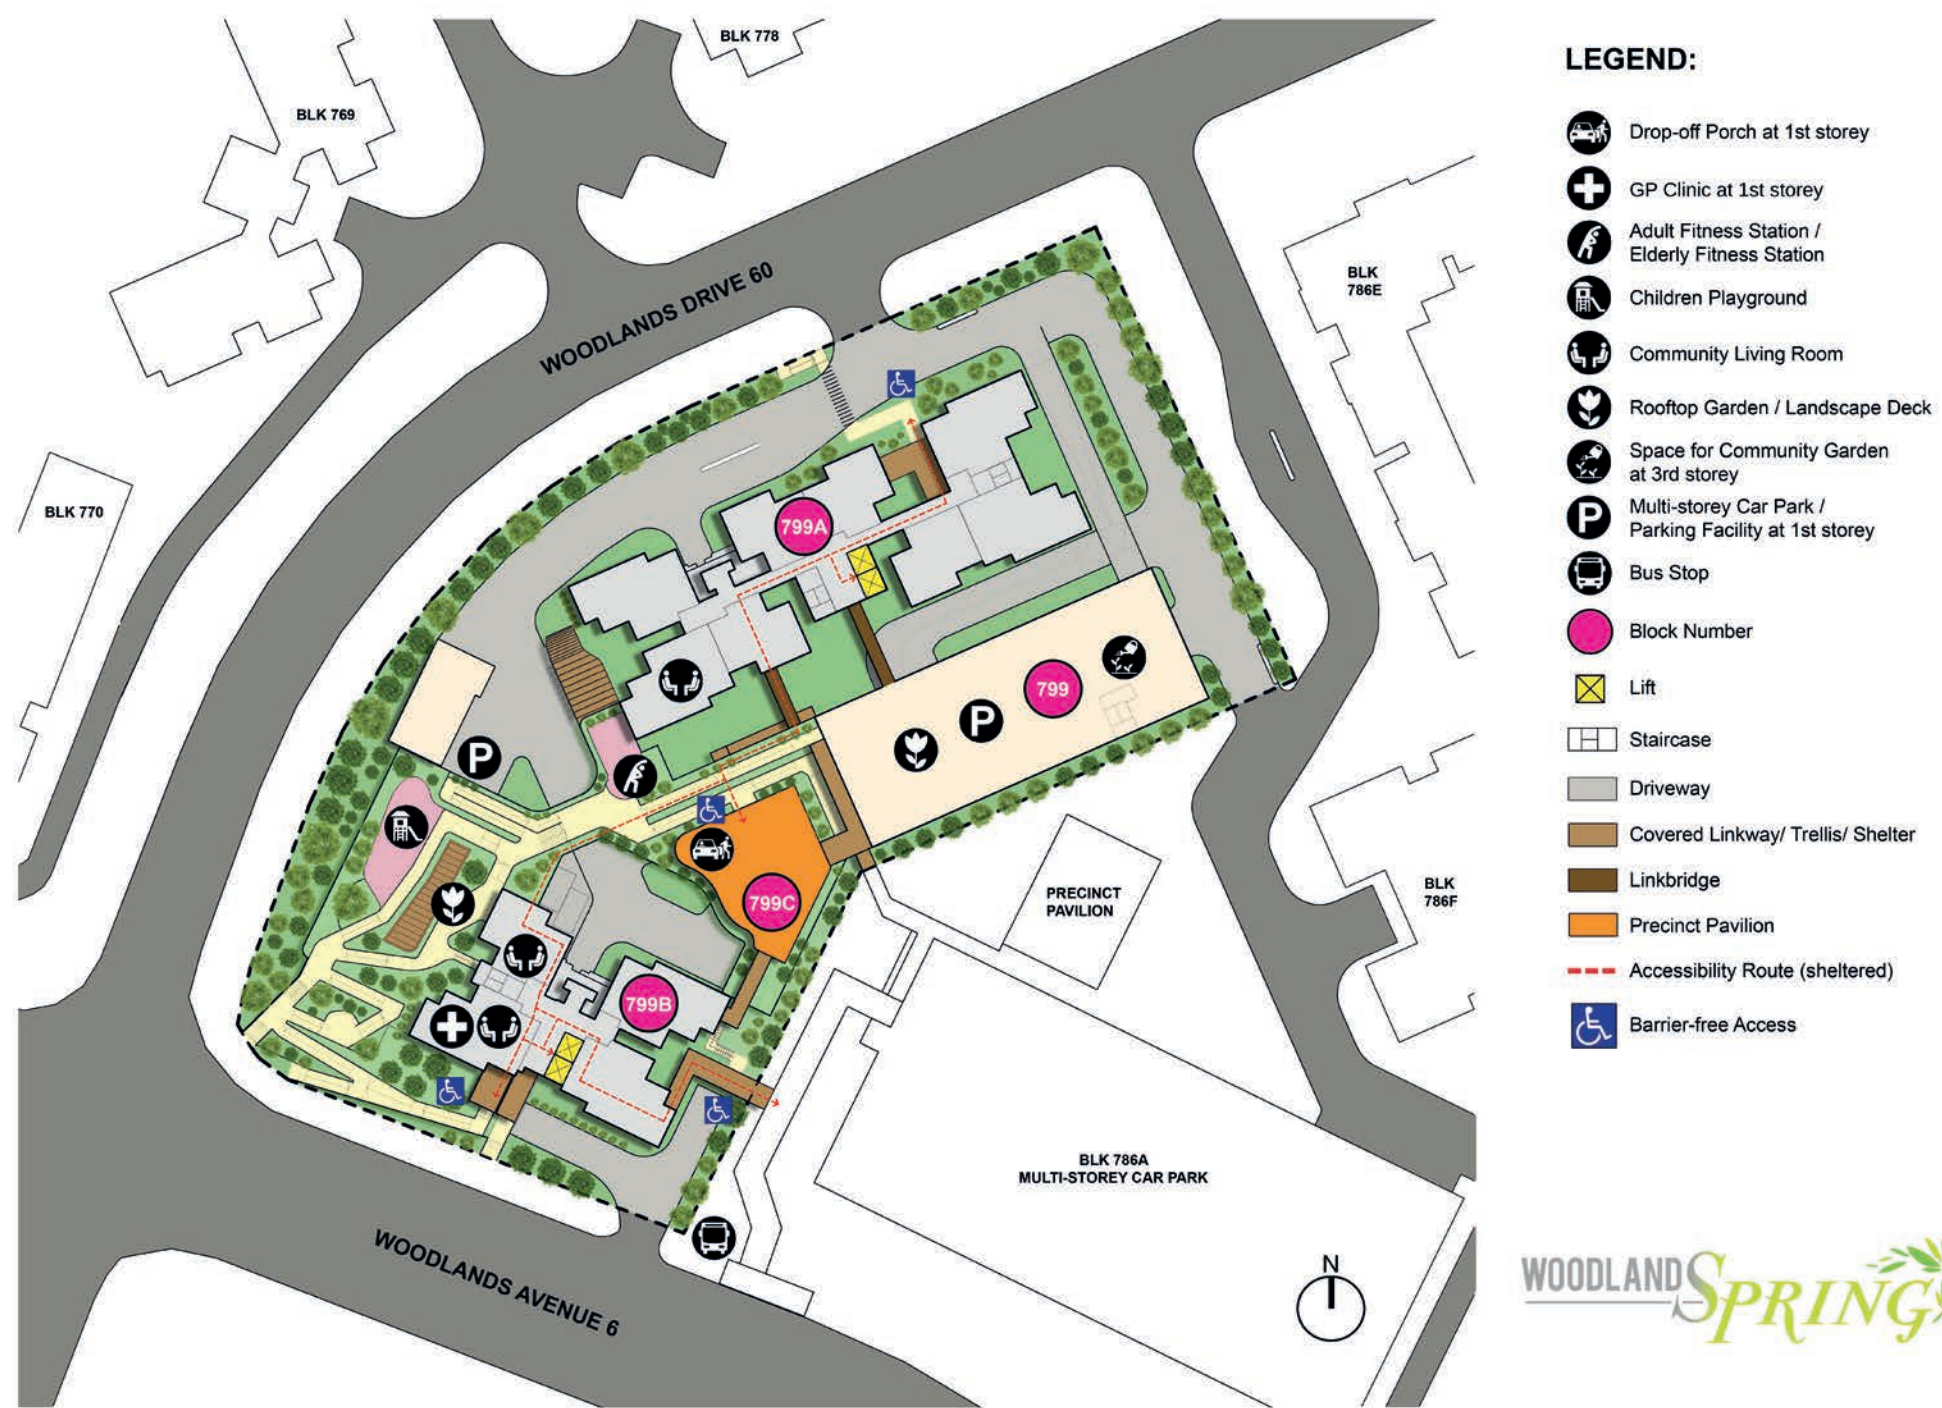 BLK 778
BLK 769
WOODLANDS DRIVE 60
BLK
786E
BLK 770
799A
799
P
P
799C
PRECINCT
PAVILION
BLK
786F
799B
BLK 786A
MULTI-STOREY CAR PARK
WOODLANDS AVENUE 6
N
LEGEND:
Drop-off Porch at 1st storey
GP Clinic at 1st storey
Adult Fitness Station /
Elderly Fitness Station
Children Playground
Community Living Room
Rooftop Garden / Landscape Deck
Space for Community Garden
at 3rd storey
P
Multi-storey Car Park /
Parking Facility at 1st storey
Bus Stop
Block Number
Lift
Staircase
Driveway
Covered Linkway/ Trellis/ Shelter
Linkbridge
Precinct Pavilion
Accessibility Route (sheltered)
Barrier-free Access
WOODLANDSPRING